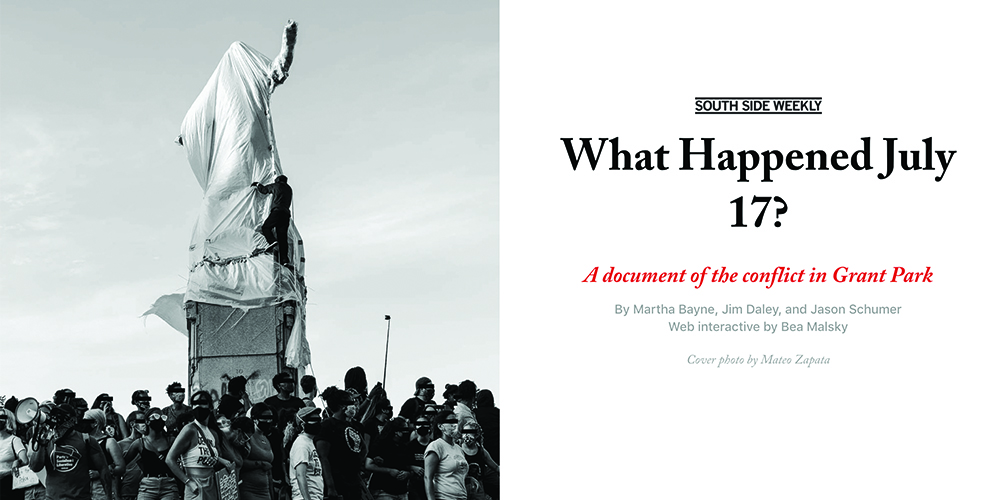 SOUTH SIDE WEEKLY
What Happened July
17?
A document of the conflict in Grant Park
By Martha Bayne, Jim Daley, and Jason Schumer
Web interactive by Bea Malsky
Cover photo by Mateo Zapata